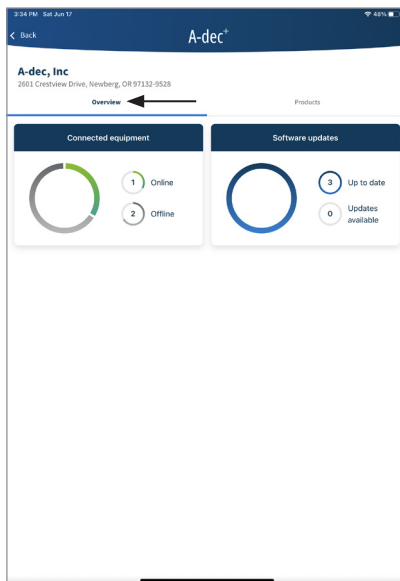 3:34 PM Sat Jun 17 48%
Back
A-dec+
A-dec, Inc
2601 Crestview Drive, Newberg, OR 97132-9528
Overview Products
Connected equipment Software updates
1 Online 3 Up to date
2 Offline 0 Updates
available